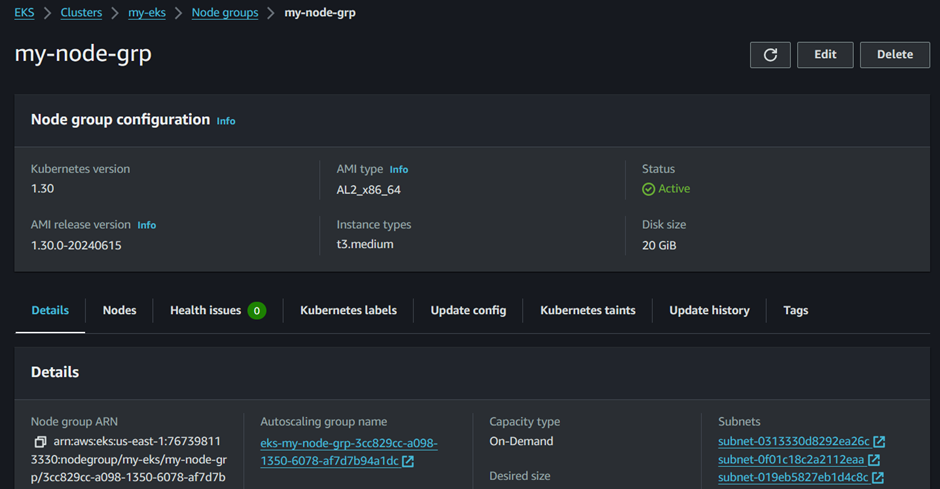 EKS > Clusters > my-eks > Node groups > my-node-grp
my-node-grp
Edit
Delete
Node group configuration Info
Kubernetes version
1.30
AMI type Info
AL2_x86_64
Status
Active
AMI release version Info
1.30.0-20240615
Instance types
t3.medium
Disk size
20 GiB
Details
Nodes
Health issues 0
Kubernetes labels
Update config
Kubernetes taints
Update history
Tags
Details
Node group ARN
arn:aws:eks:us-east-1:76739811
3330:nodegroup/my-eks/my-node-gr
p/3cc829cc-a098-1350-6078-af7d7b
Autoscaling group name
eks-my-node-grp-3cc829cc-a098-
1350-6078-af7d7b94a1dc
Capacity type
On-Demand
Desired size
Subnets
subnet-0313330d8292ea26c
subnet-0f01c18c2a2112eaa
subnet-019eb5827eb1d4c8c